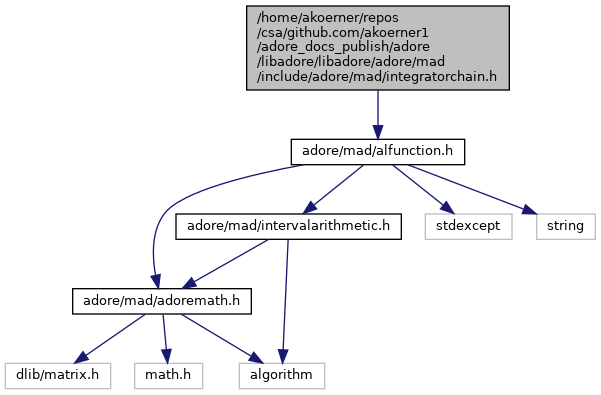 /home/akoerner/repos
/csa/github.com/akoerner1
/adore_docs_publish/adore
/libadore/libadore/adore/mad
/include/adore/mad/integratorchain.h
adore/mad/alfunction.h
adore/mad/intervalarithmetic.h
stdexcept
string
adore/mad/adoremath.h
dlib/matrix.h
math.h
algorithm